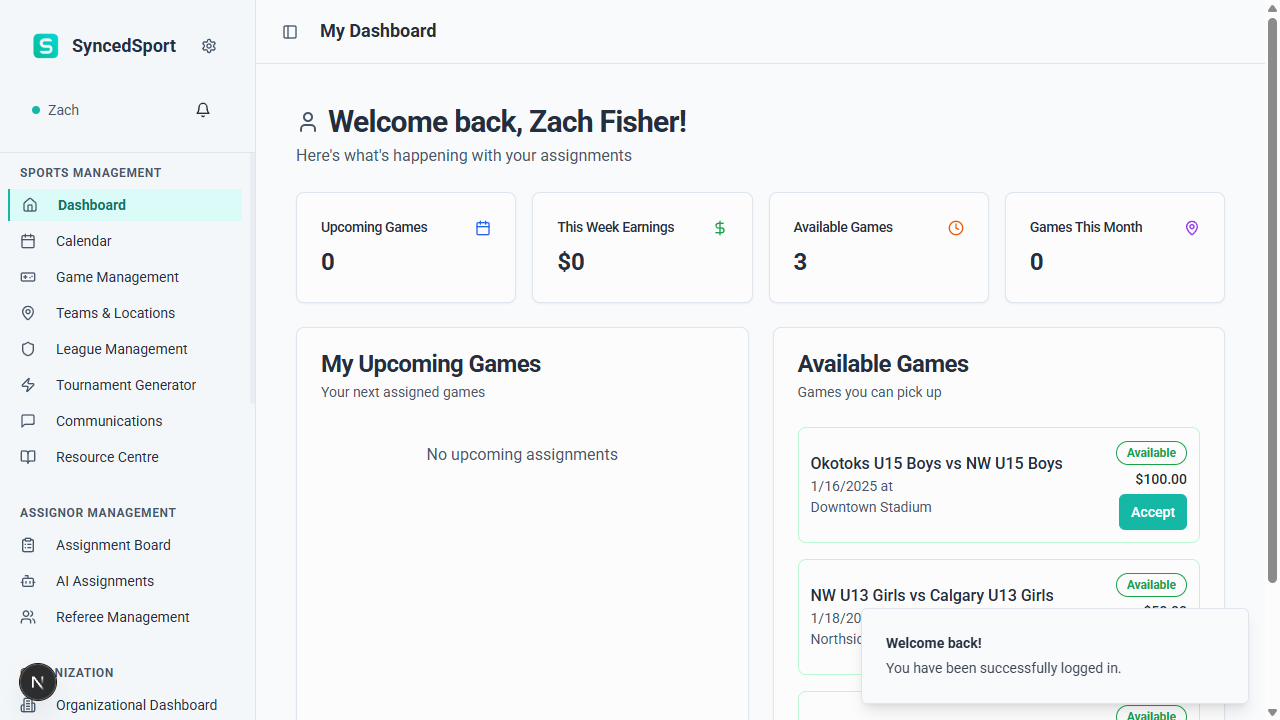 SyncedSport
Zach
SPORTS MANAGEMENT
Dashboard
Calendar
Game Management
Teams & Locations
League Management
Tournament Generator
Communications
Resource Centre
ASSIGNOR MANAGEMENT
Assignment Board
AI Assignments
Referee Management
NIZATION
Organizational Dashboard
My Dashboard
Welcome back, Zach Fisher!
Here's what's happening with your assignments
Upcoming Games
0
This Week Earnings
$0
Available Games
3
Games This Month
0
My Upcoming Games
Your next assigned games
No upcoming assignments
Available Games
Games you can pick up
Okotoks U15 Boys vs NW U15 Boys
1/16/2025 at
Downtown Stadium
Available
$100.00
Accept
NW U13 Girls vs Calgary U13 Girls
1/18/20
Available
Welcome back!
You have been successfully logged in.
Available